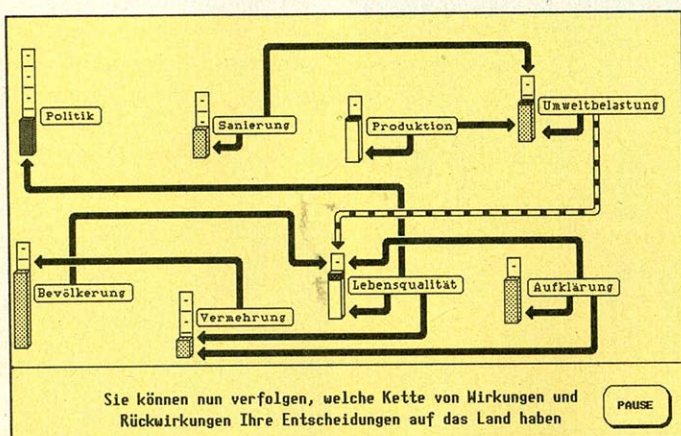 Politik
Sanierung
Produktion
Umweltbelastung
Bevölkerung
Vermehrung
Lebensqualität
Aufklärung
Sie können nun verfolgen, welche Kette von Wirkungen und
Rückwirkungen Ihre Entscheidungen auf das Land haben
PAUSE